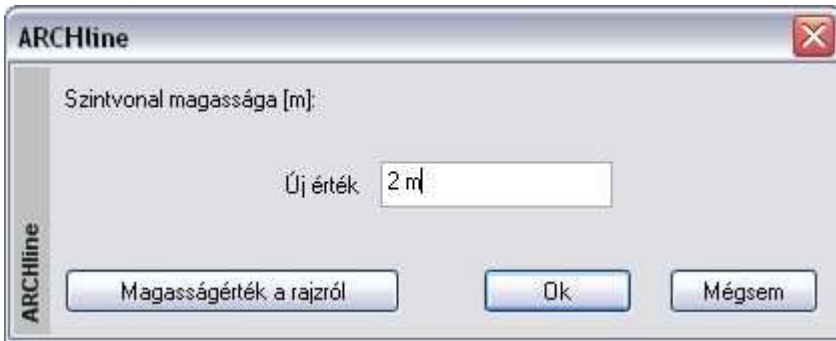 ARCHline
Szintvonal magassága [m]:
Új érték
2 m
ARCHline
Magasságérték a rajzról
Ok
Mégsem